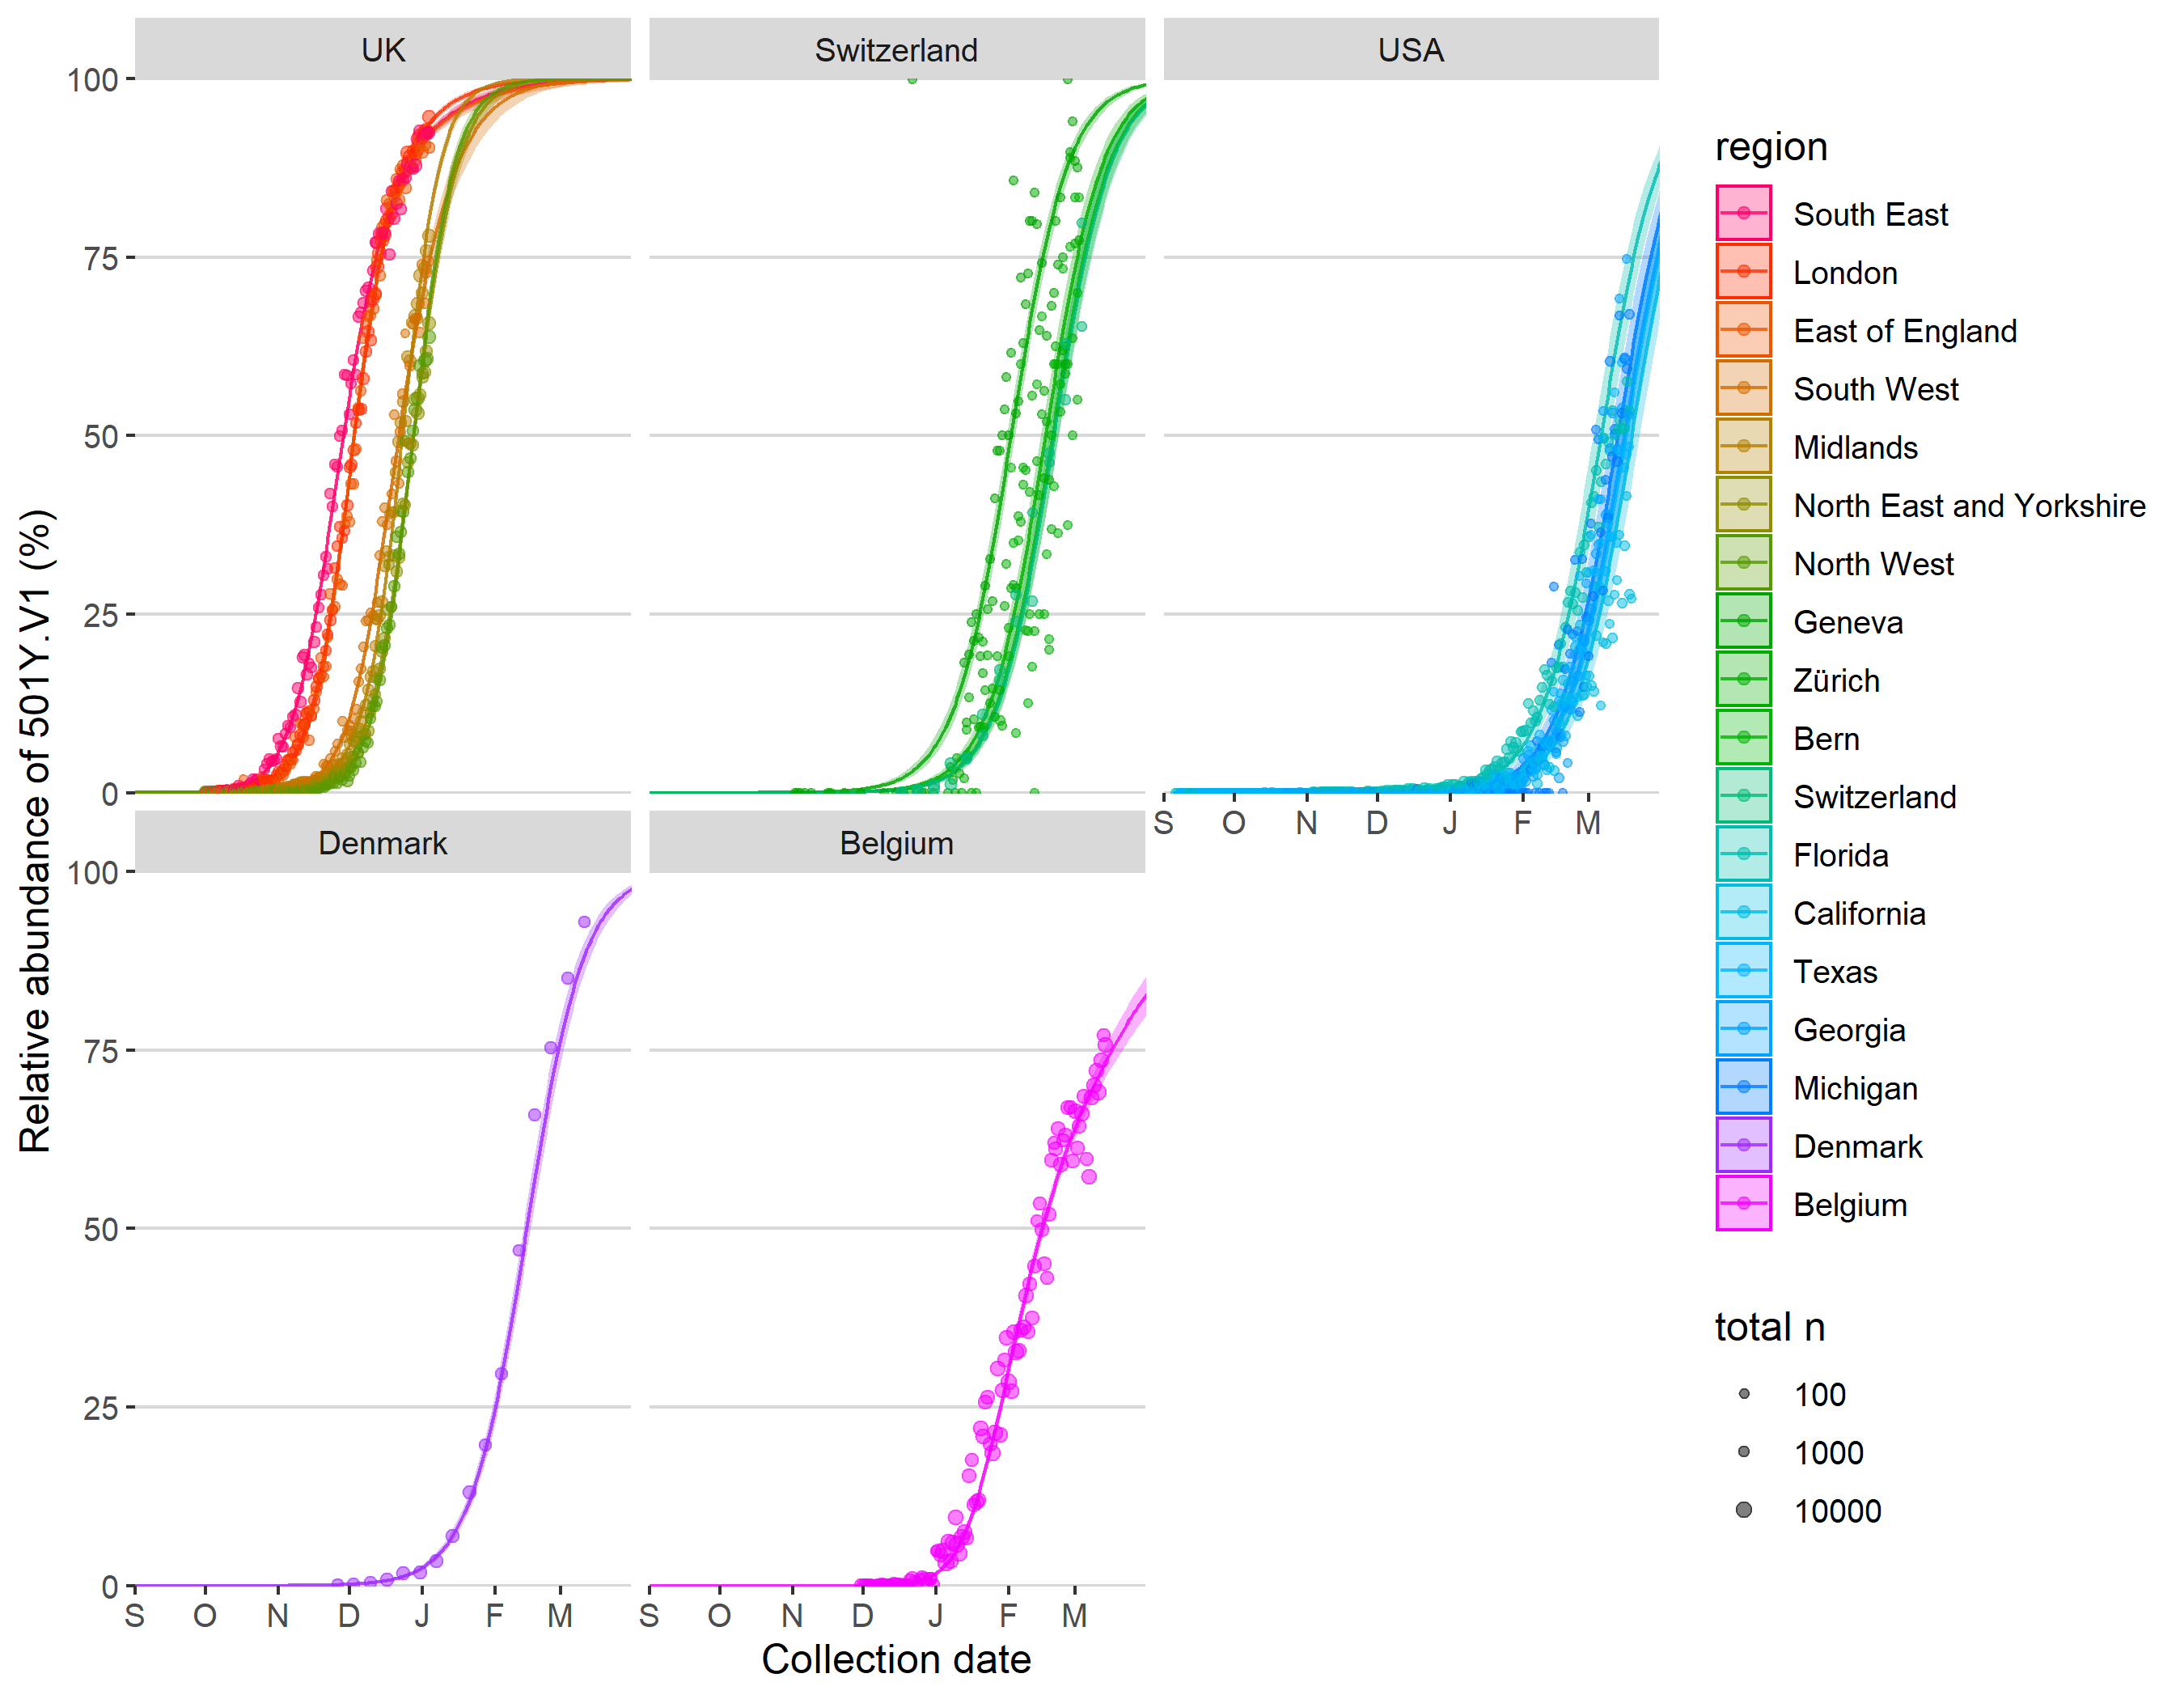 UK
Switzerland
USA
100
75
50
25
0
S O N D J F M
Denmark
Belgium
100
75
50
25
0
S O N D J F M
S O N D J F M
Relative abundance of 501Y.V1 (%)
Collection date
region
South East
London
East of England
South West
Midlands
North East and Yorkshire
North West
Geneva
Zürich
Bern
Switzerland
Florida
California
Texas
Georgia
Michigan
Denmark
Belgium
total n
100
1000
10000